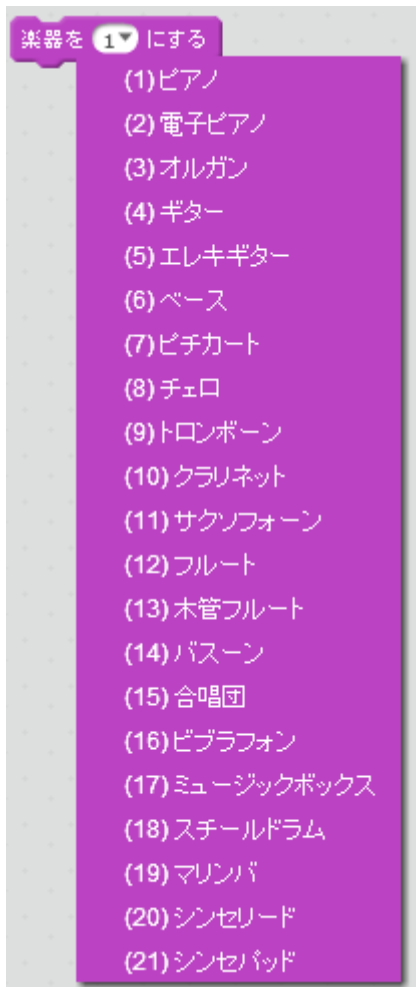 楽器を 1 にする
(1)ピアノ
(2)電子ピアノ
(3)オルガン
(4)ギター
(5)エレキギター
(6)ベース
(7)ピチカート
(8)チェロ
(9)トロンボーン
(10)クラリネット
(11)サクソフォーン
(12)フルート
(13)木管フルート
(14)バスーン
(15)合唱団
(16)ビブラフォン
(17)ミュージックボックス
(18)スチールドラム
(19)マリンバ
(20)シンセリード
(21)シンセパッド